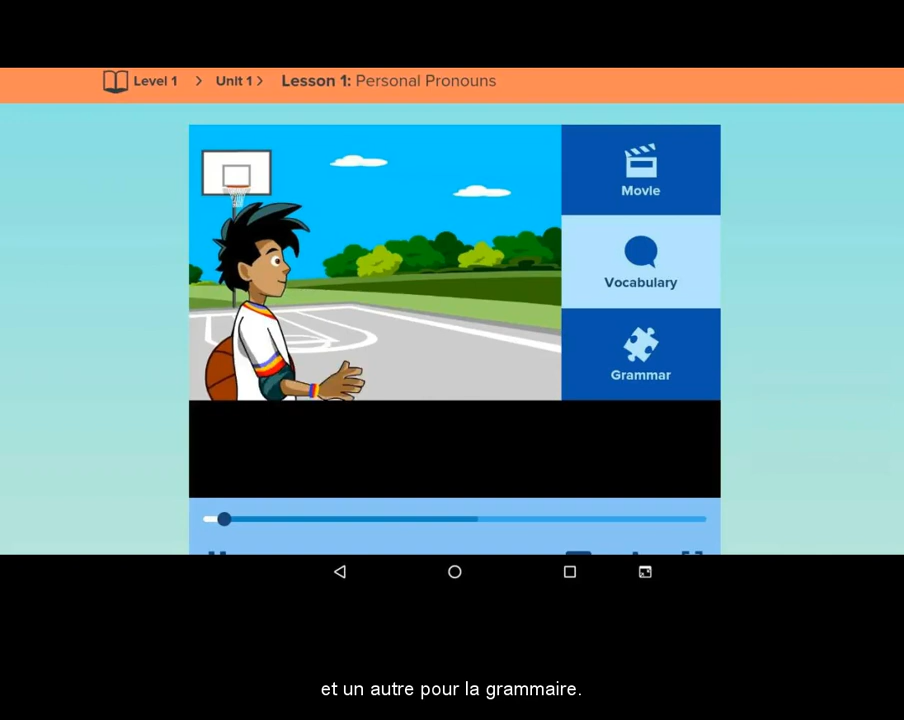 Level 1 > Unit 1 > Lesson 1: Personal Pronouns
Movie
Vocabulary
Grammar
et un autre pour la grammaire.